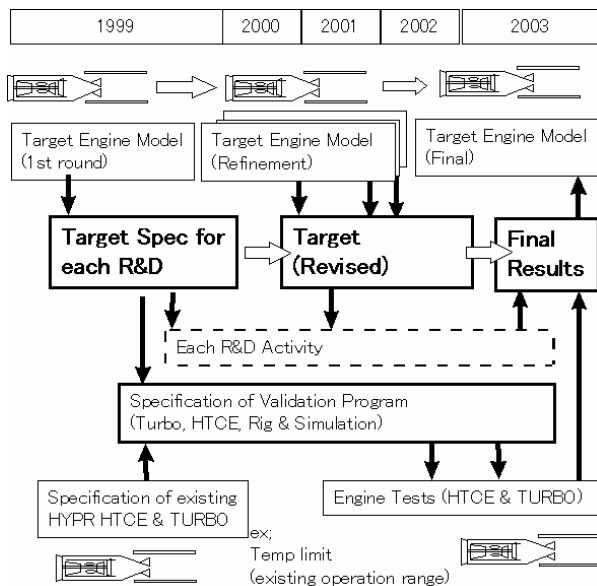 1999 2000 2001 2002 2003
Target Engine Model
(1st round)
Target Engine Model
(Refinement)
Target Engine Model
(Final)
Target Spec for
each R&D
Target
(Revised)
Final
Results
Each R&D Activity
Specification of Validation Program
(Turbo, HTCE, Rig & Simulation)
Specification of existing
HYPR HTCE & TURBO
Engine Tests (HTCE & TURBO)
ex;
Temp limit
(existing operation range)